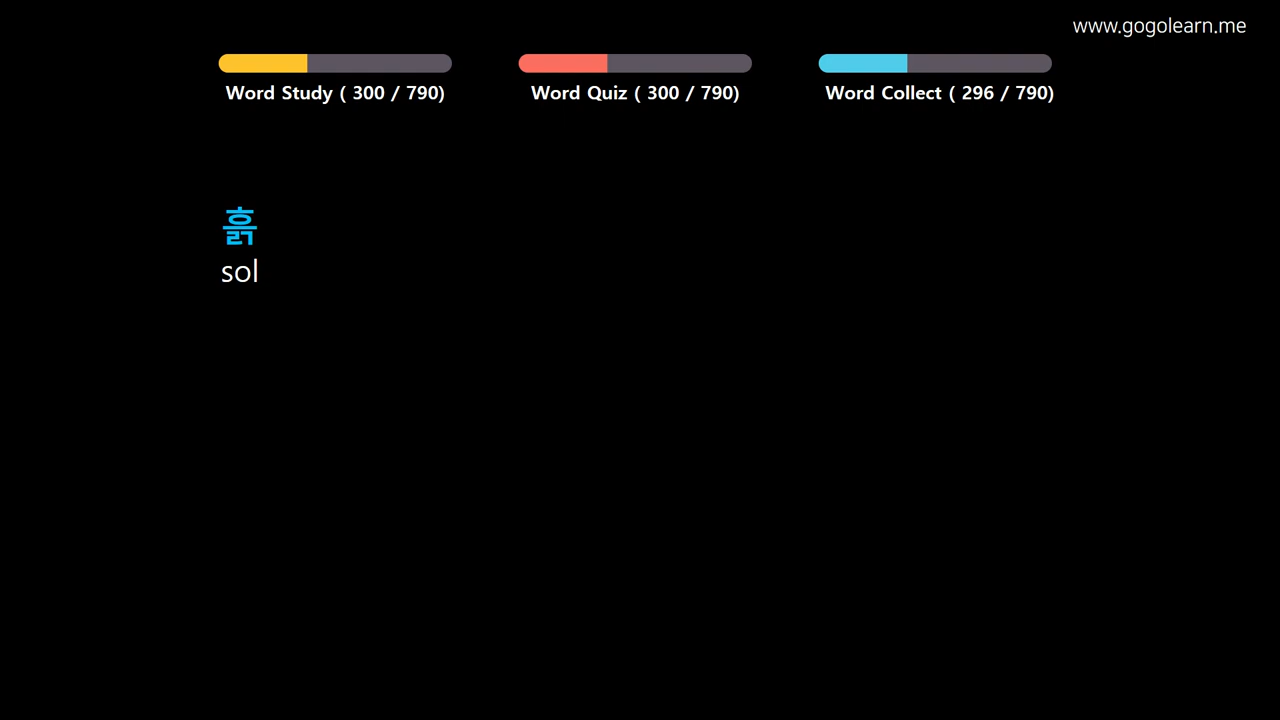 www.gogolearn.me
Word Study ( 300 / 790)
Word Quiz ( 300 / 790)
Word Collect ( 296 / 790)
흙
sol